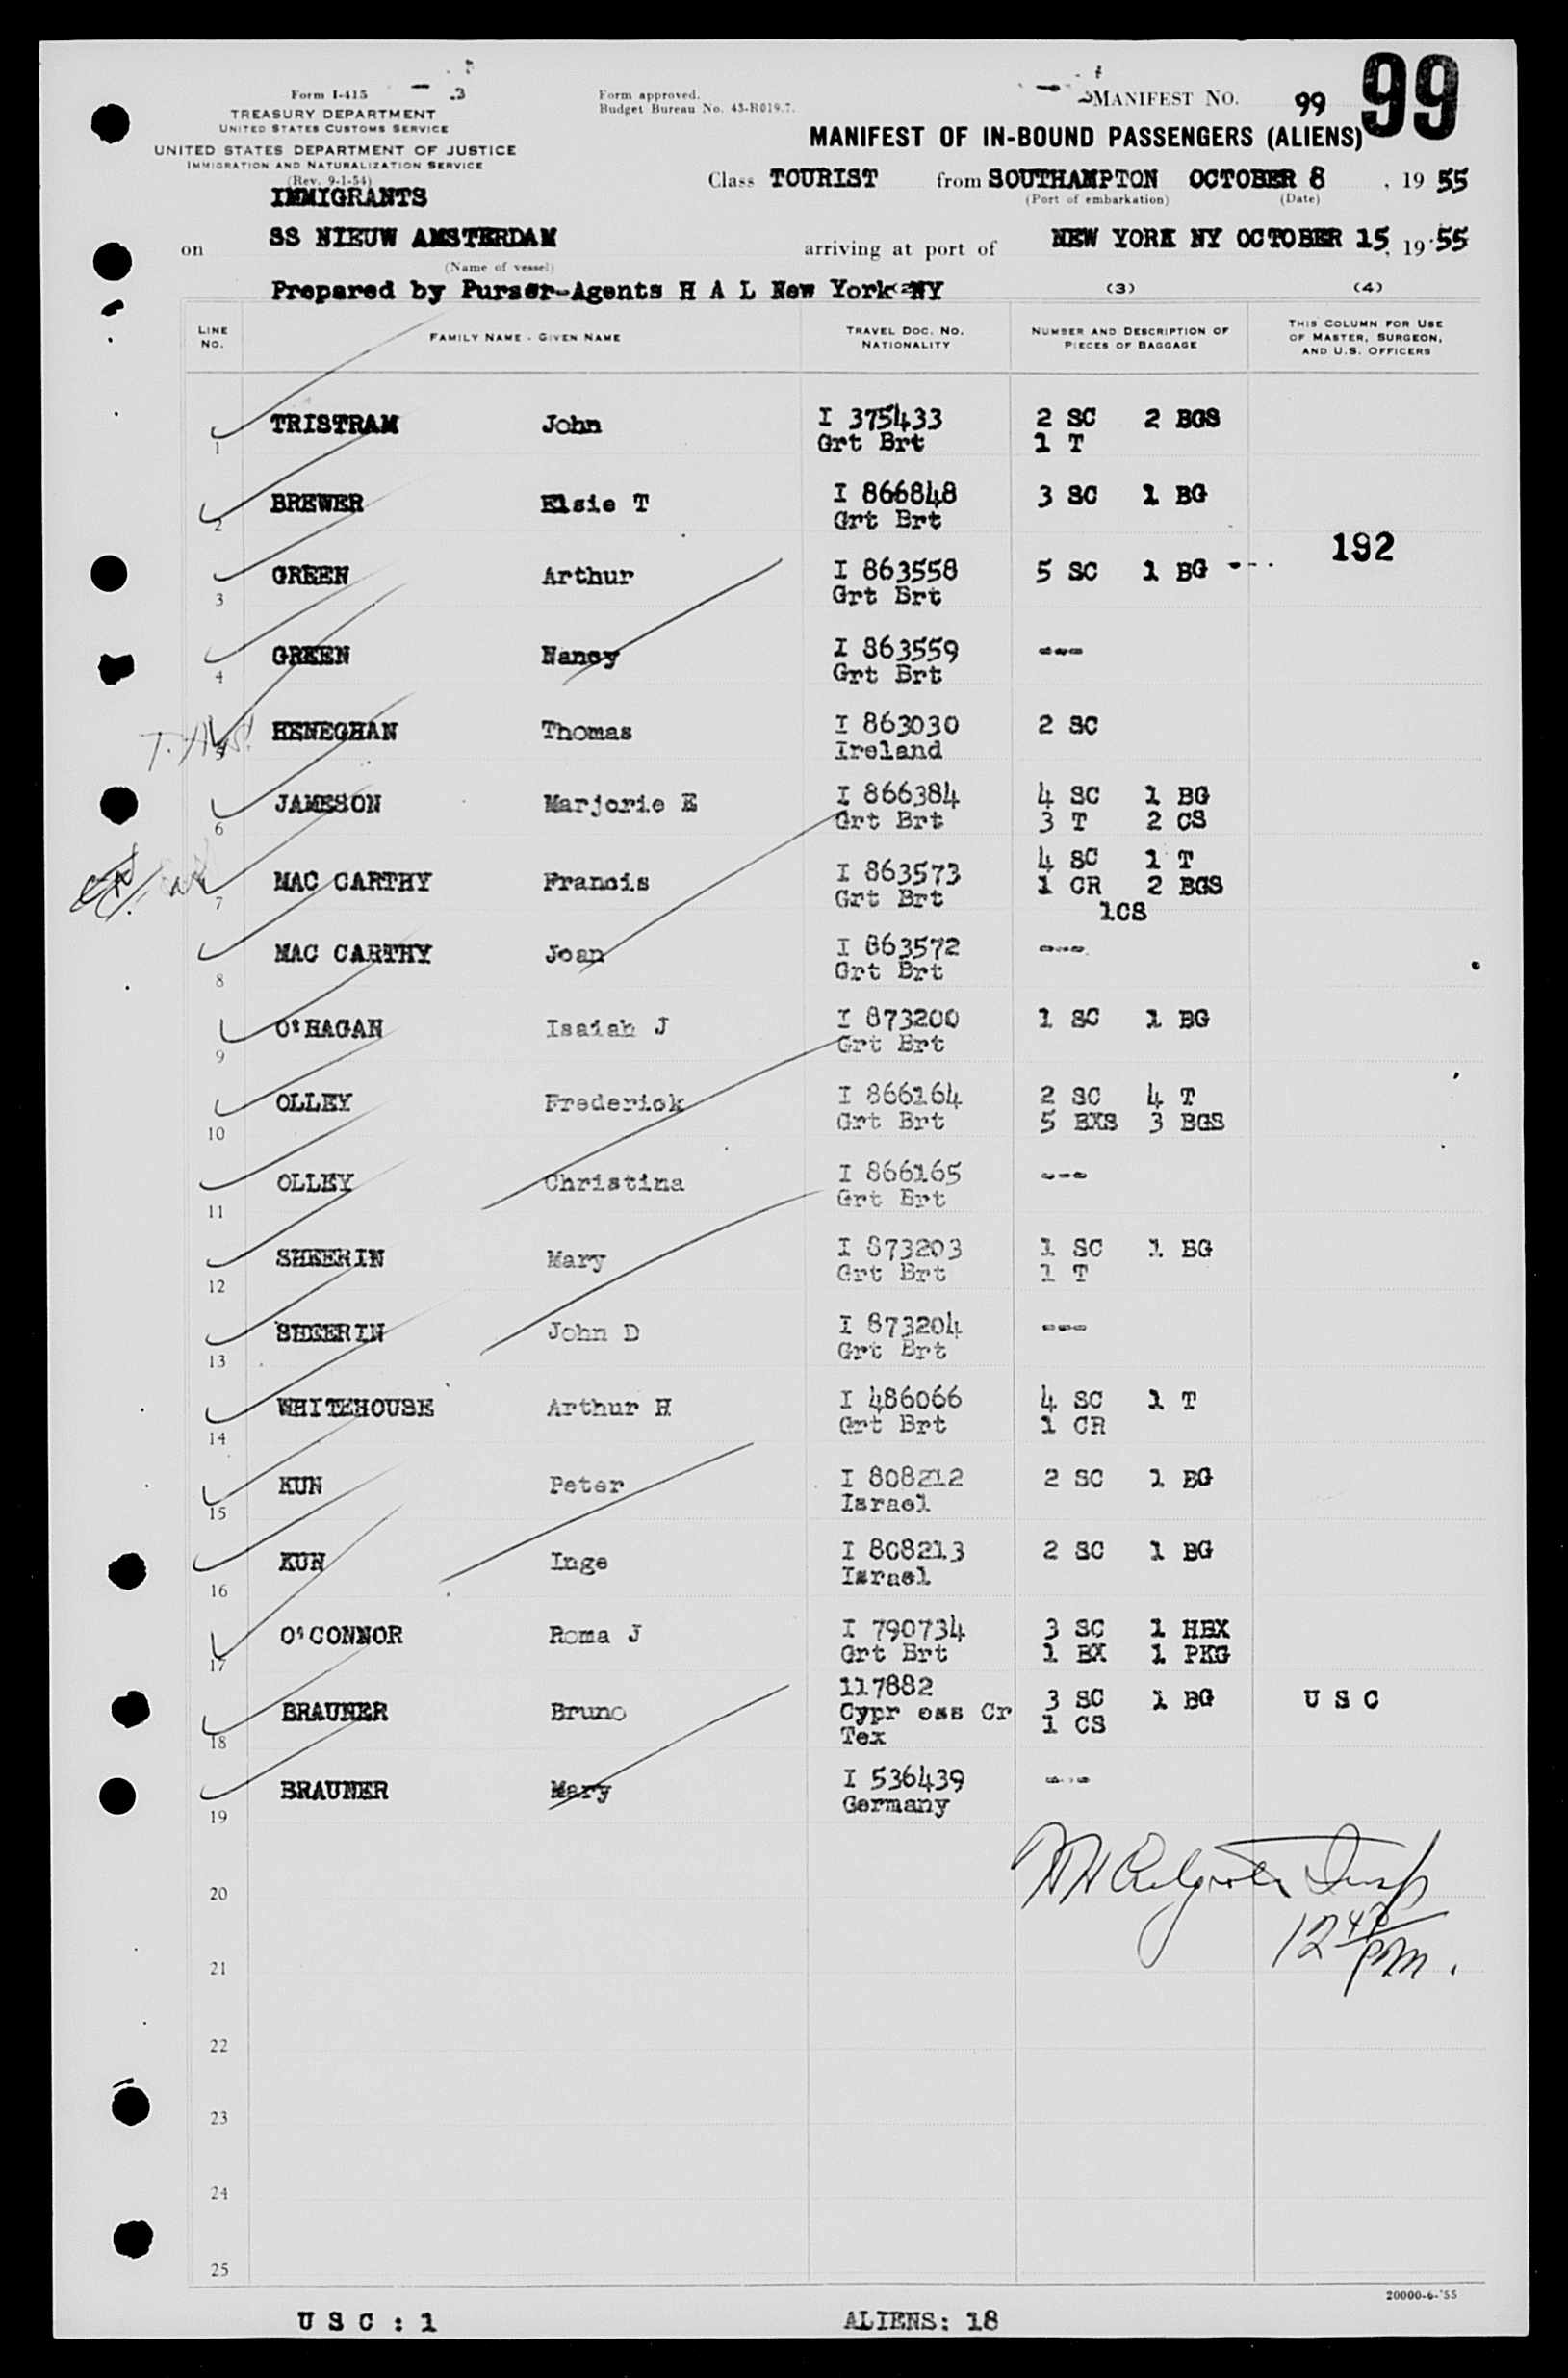 Form I-415
TREASURY DEPARTMENT
UNITED STATES CUSTOMS SERVICE
UNITED STATES DEPARTMENT OF JUSTICE
IMMIGRATION AND NATURALIZATION SERVICE
(Rev. 9-1-54)
Form approved.
Budget Bureau No. 43-R019.7.
MANIFEST NO. 99
99
MANIFEST OF IN-BOUND PASSENGERS (ALIENS)
IMMIGRANTS
Class TOURIST from SOUTHAMPTON OCTOBER 8, 19 55
(Port of embarkation) (Date)
on SS NIEUW AMSTERDAM arriving at port of NEW YORK NY OCTOBER 15, 19 55
(Name of vessel)
Prepared by Purser-Agents H A L New York NY (2) (3) (4)
LINE NO. FAMILY NAME - GIVEN NAME TRAVEL DOC. NO. NATIONALITY NUMBER AND DESCRIPTION OF PIECES OF BAGGAGE THIS COLUMN FOR USE OF MASTER, SURGEON, AND U.S. OFFICERS
1 TRISTRAM John I 375433 2 SC 2 BGS
Grt Brt 1 T
2 BREWER Elsie T I 866848 3 SC 1 BG
Grt Brt
192
3 GREEN Arthur I 863558 5 SC 1 BG ---
Grt Brt
4 GREEN Nancy I 863559 ---
Grt Brt
5 HENEGHAN Thomas I 863030 2 SC
Ireland
6 JAMESON Marjorie E I 866384 4 SC 1 BG
Grt Brt 3 T 2 CS
7 MAC CARTHY Francis I 863573 4 SC 1 T
Grt Brt 1 CR 2 BGS
1CS
8 MAC CARTHY Joan I 863572 ---
Grt Brt
9 O'HAGAN Isaiah J I 873200 1 SC 1 BG
Grt Brt
10 OLLEY Frederick I 866164 2 SC 4 T
Grt Brt 5 BXS 3 BGS
11 OLLEY Christina I 866165 ---
Grt Brt
12 SHEERIN Mary I 873203 1 SC 1 BG
Grt Brt 1 T
13 SHEERIN John D I 873204 ---
Grt Brt
14 WHITEHOUSE Arthur H I 486066 4 SC 1 T
Grt Brt 1 CR
15 KUH Peter I 808212 2 SC 1 BG
Israel
16 KUH Inge I 808213 2 SC 1 BG
Israel
17 O'CONNOR Roma J I 790734 3 SC 1 HBX
Grt Brt 1 BX 1 PKG
18 BRAUNER Bruno 117882 3 SC 1 BG U S C
Cypr ess Cr 1 CS
Tex
19 BRAUNER Mary I 536439 ---
Germany
20
12 42 PM.
21
22
23
24
25
20000-6-'55
U S C : 1 ALIENS: 18